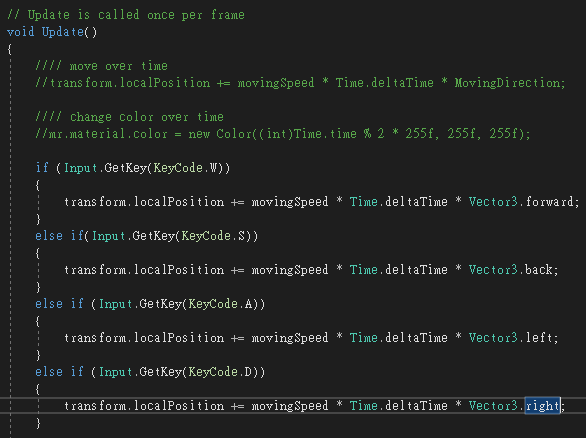 // Update is called once per frame
void Update()
{
//// move over time
//transform.localPosition += movingSpeed * Time.deltaTime * MovingDirection;
//// change color over time
//mr.material.color = new Color((int)Time.time % 2 * 255f, 255f, 255f);
if (Input.GetKey(KeyCode.W))
{
transform.localPosition += movingSpeed * Time.deltaTime * Vector3.forward;
}
else if(Input.GetKey(KeyCode.S))
{
transform.localPosition += movingSpeed * Time.deltaTime * Vector3.back;
}
else if (Input.GetKey(KeyCode.A))
{
transform.localPosition += movingSpeed * Time.deltaTime * Vector3.left;
}
else if (Input.GetKey(KeyCode.D))
{
transform.localPosition += movingSpeed * Time.deltaTime * Vector3.right;
}